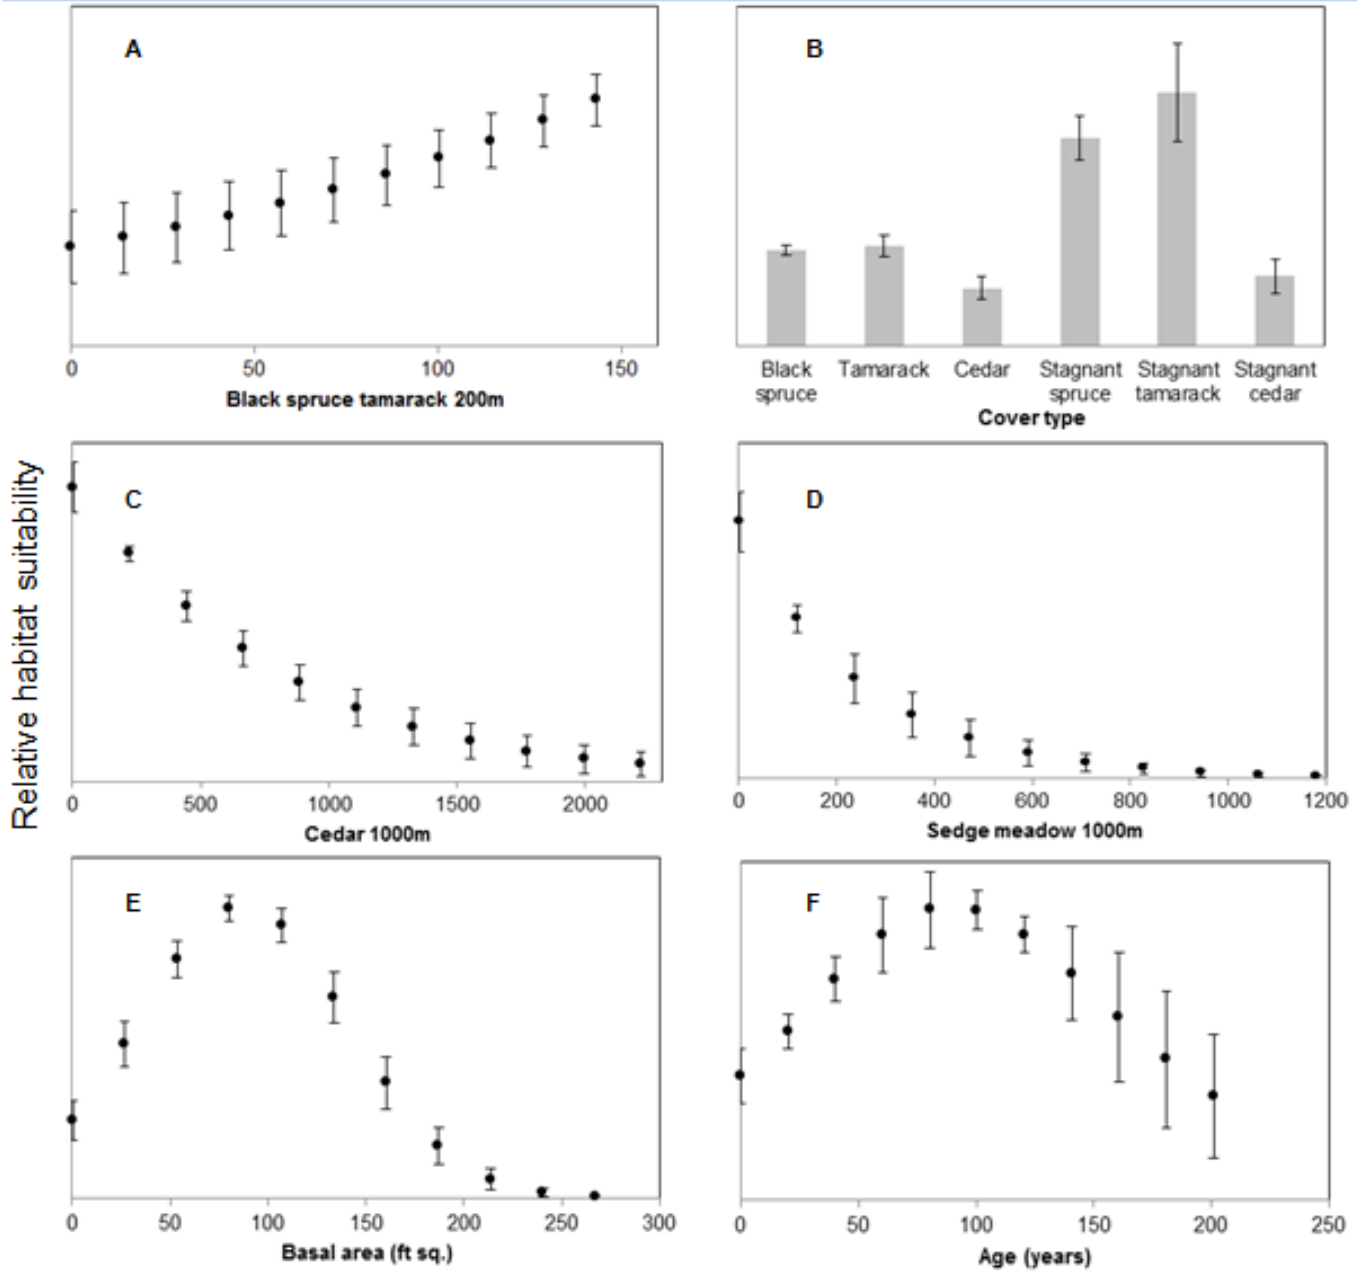 A
0 50 100 150
Black spruce tamarack 200m
B
Black Tamarack Cedar Stagnant Stagnant Stagnant
spruce spruce tamarack cedar
Cover type
Relative habitat suitability
C
0 500 1000 1500 2000
Cedar 1000m
D
0 200 400 600 800 1000 1200
Sedge meadow 1000m
E
0 50 100 150 200 250 300
Basal area (ft sq.)
F
0 50 100 150 200 250
Age (years)